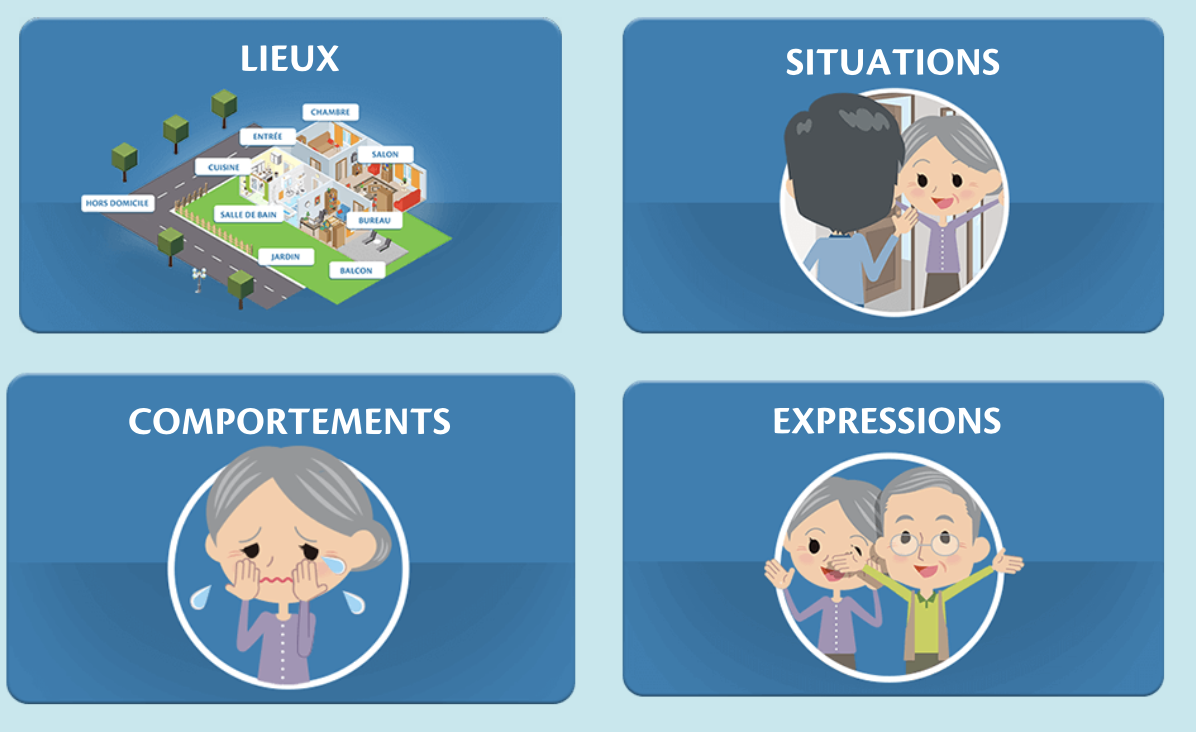 LIEUX
CHAMBRE
ENTRÉE
SALON
CUISINE
HORS DOMICILE
SALLE DE BAIN
BUREAU
JARDIN
BALCON
SITUATIONS
COMPORTEMENTS
EXPRESSIONS